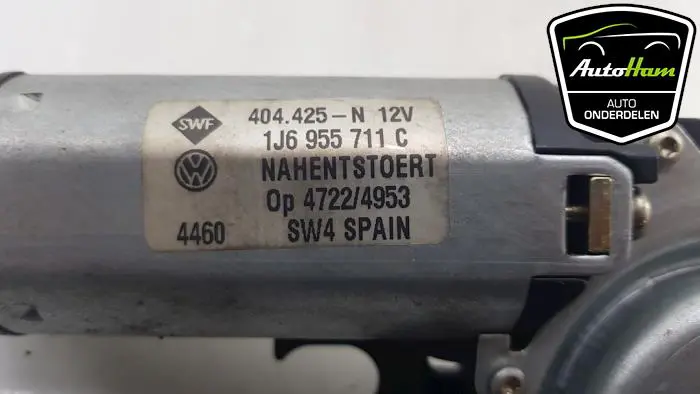 SWF
404.425-N 12V
1J6 955 711 C
NAHENTSTOERT
Op 4722/4953
4460 SW4 SPAIN
AutoHam
AUTO
ONDERDELEN